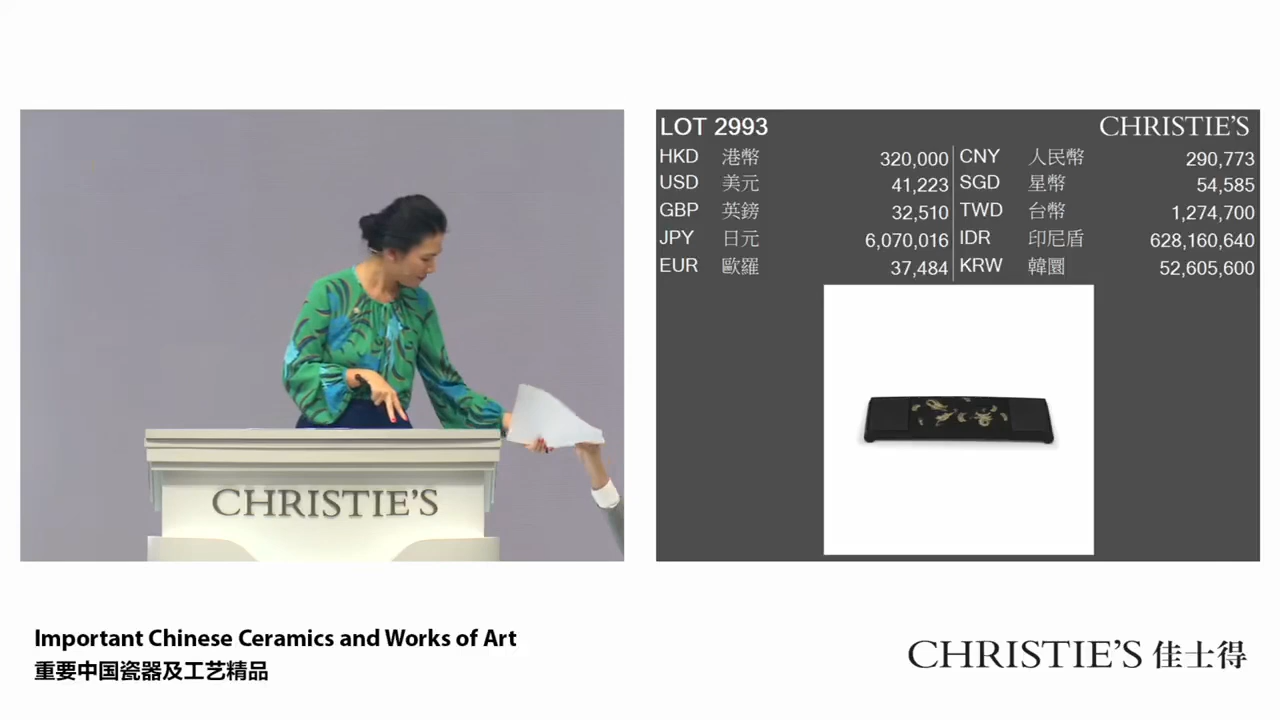 CHRISTIE'S
LOT 2993 CHRISTIE'S
HKD 港幣 320,000 CNY 人民幣 290,773
USD 美元 41,223 SGD 星幣 54,585
GBP 英鎊 32,510 TWD 台幣 1,274,700
JPY 日元 6,070,016 IDR 印尼盾 628,160,640
EUR 歐羅 37,484 KRW 韓圜 52,605,600
Important Chinese Ceramics and Works of Art
重要中国瓷器及工艺精品
CHRISTIE'S 佳士得